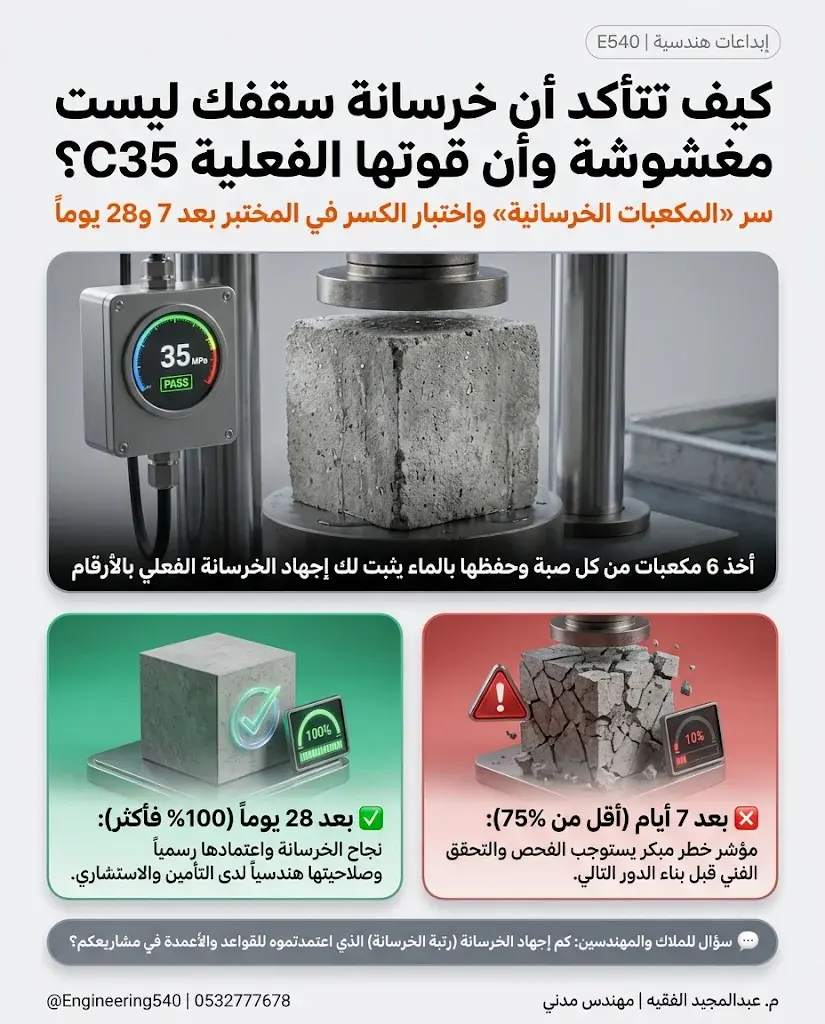 إبداعات هندسية | E540
كيف تتأكد أن خرسانة سقفك ليست
مغشوشة وأن قوتها الفعلية C35؟
سر «المكعبات الخرسانية» واختبار الكسر في المختبر بعد 7 و28 يوماً
35 MPa
PASS
أخذ 6 مكعبات من كل صبة وحفظها بالماء يثبت لك إجهاد الخرسانة الفعلي بالأرقام
10%
❌ بعد 7 أيام (أقل من 75%):
مؤشر خطر مبكر يستوجب الفحص والتحقق
الفني قبل بناء الدور التالي.
100%
✅ بعد 28 يوماً (100% فأكثر):
نجاح الخرسانة واعتمادها رسمياً
وصلاحيتها هندسياً لدى التأمين والاستشاري.
💬 سؤال للملاك والمهندسين: كم إجهاد الخرسانة (رتبة الخرسانة) الذي اعتمدتموه للقواعد والأعمدة في مشاريعكم؟
م. عبدالمجيد الفقيه | مهندس مدني
@Engineering540 | 0532777678